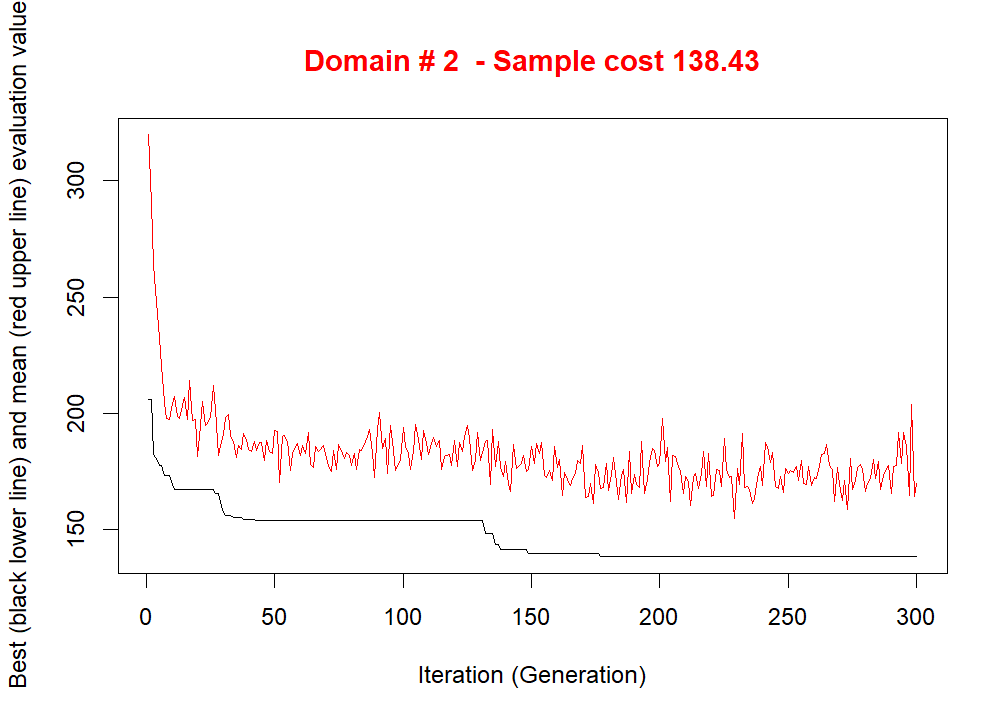 Domain # 2  - Sample cost 138.43
Best (black lower line) and mean (red upper line) evaluation value
300
250
200
150
0 50 100 150 200 250 300
Iteration (Generation)